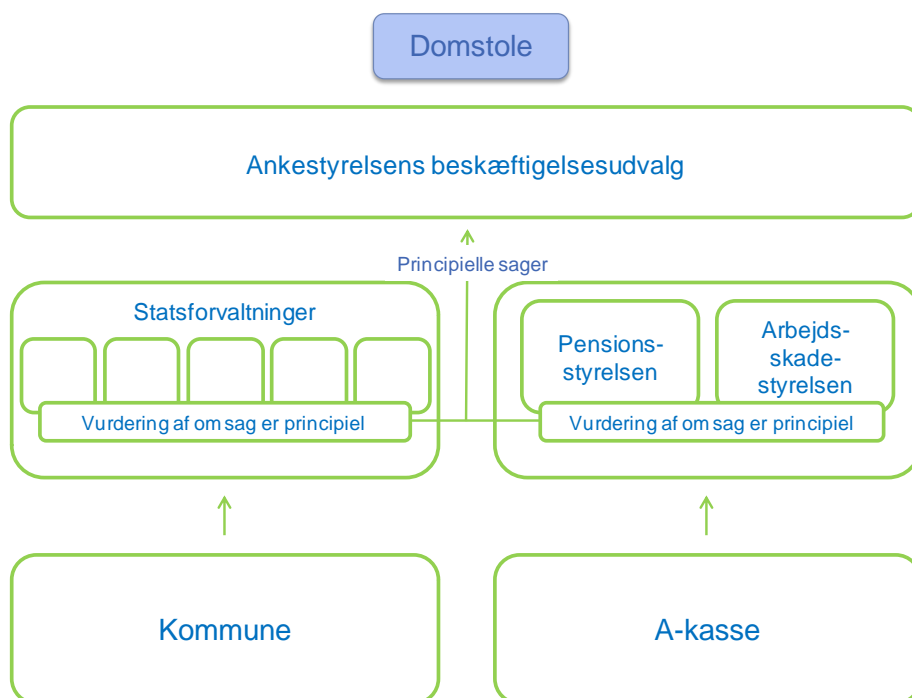 Domstole
Ankestyrelsens beskæftigelsesudvalg
Principielle sager
Statsforvaltninger
Vurdering af om sag er principiel
Pensions-
styrelsen
Arbejds-
skade-
styrelsen
Vurdering af om sag er principiel
Kommune
A-kasse